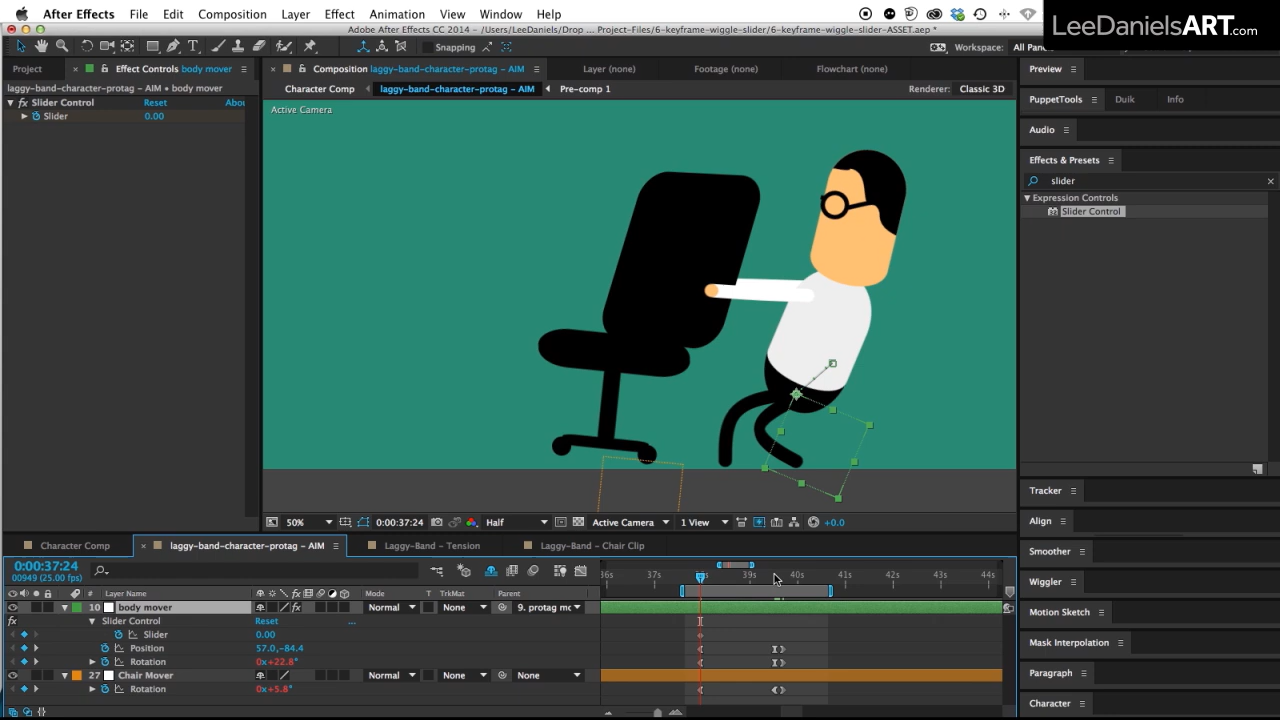 After Effects File Edit Composition Layer Effect Animation View Window Help
LeeDanielsART.com
Adobe After Effects CC 2014 - /Users/LeeDaniels/Drop ... Project-Files/6-keyframe-wiggle-slider/6-keyframe-wiggle-slider-ASSET.aep *
Snapping Workspace: All Pan
Project Effect Controls body mover Composition laggy-band-character-protag - AIM Layer (none) Footage (none) Flowchart (none) Preview
laggy-band-character-protag - AIM • body mover Character Comp laggy-band-character-protag - AIM Pre-comp 1 Renderer: Classic 3D
PuppetTools Duik Info
fx Slider Control Reset Abou
Active Camera
Slider 0.00
Audio
Effects & Presets
slider
Expression Controls
Slider Control
Tracker
50% 0:00:37:24 Half Active Camera 1 View +0.0
Align
Character Comp laggy-band-character-protag - AIM Laggy-Band - Tension Laggy-Band - Chair Clip
Smoother
0:00:37:24
00949 (25.00 fps)
36s 37s 39s 40s 41s 42s 43s 44s
Wiggler
# Layer Name Mode T TrkMat Parent
10 body mover Normal None 9. protag mc
Motion Sketch
Slider Control Reset ...
Slider 0.00
Mask Interpolation
Position 57.0,-84.4
Rotation 0x+22.8°
27 Chair Mover Normal None None
Paragraph
Rotation 0x+5.8°
Character